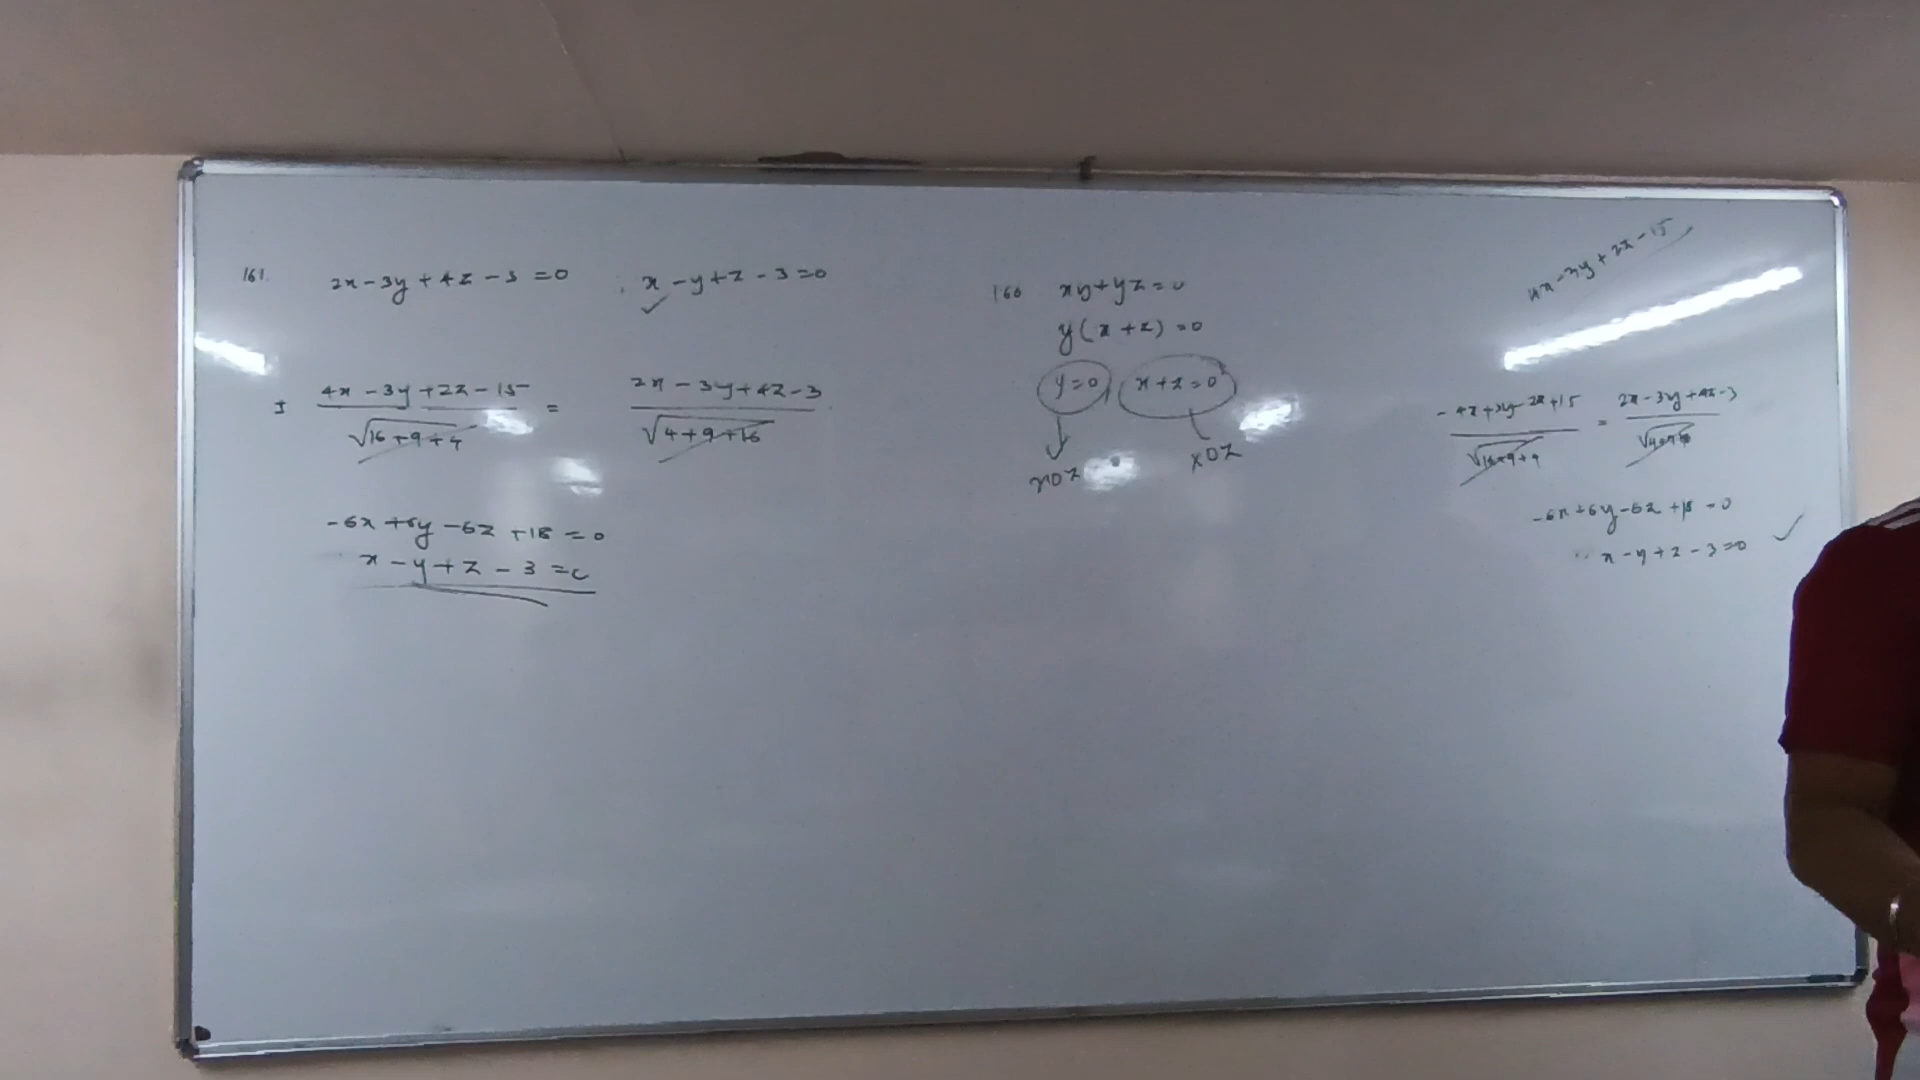 161. 2x - 3y + 4z - 3 = 0 x - y + z - 3 = 0
I 4x - 3y + 2z - 15 / √16 + 9 + 4 = 2x - 3y + 4z - 3 / √4 + 9 + 16
-6x + 6y - 6z + 18 = 0
x - y + z - 3 = 0
166 xy + yz = 0
y(x + z) = 0
y = 0 x + z = 0
xoz xoz
4x - 3y + 2z - 15
-4x + 3y - 2z + 15 / √16 + 9 + 4 = 2x - 3y + 4z - 3 / √4 + 9 + 16
-6x + 6y - 6z + 18 = 0
x - y + z - 3 = 0